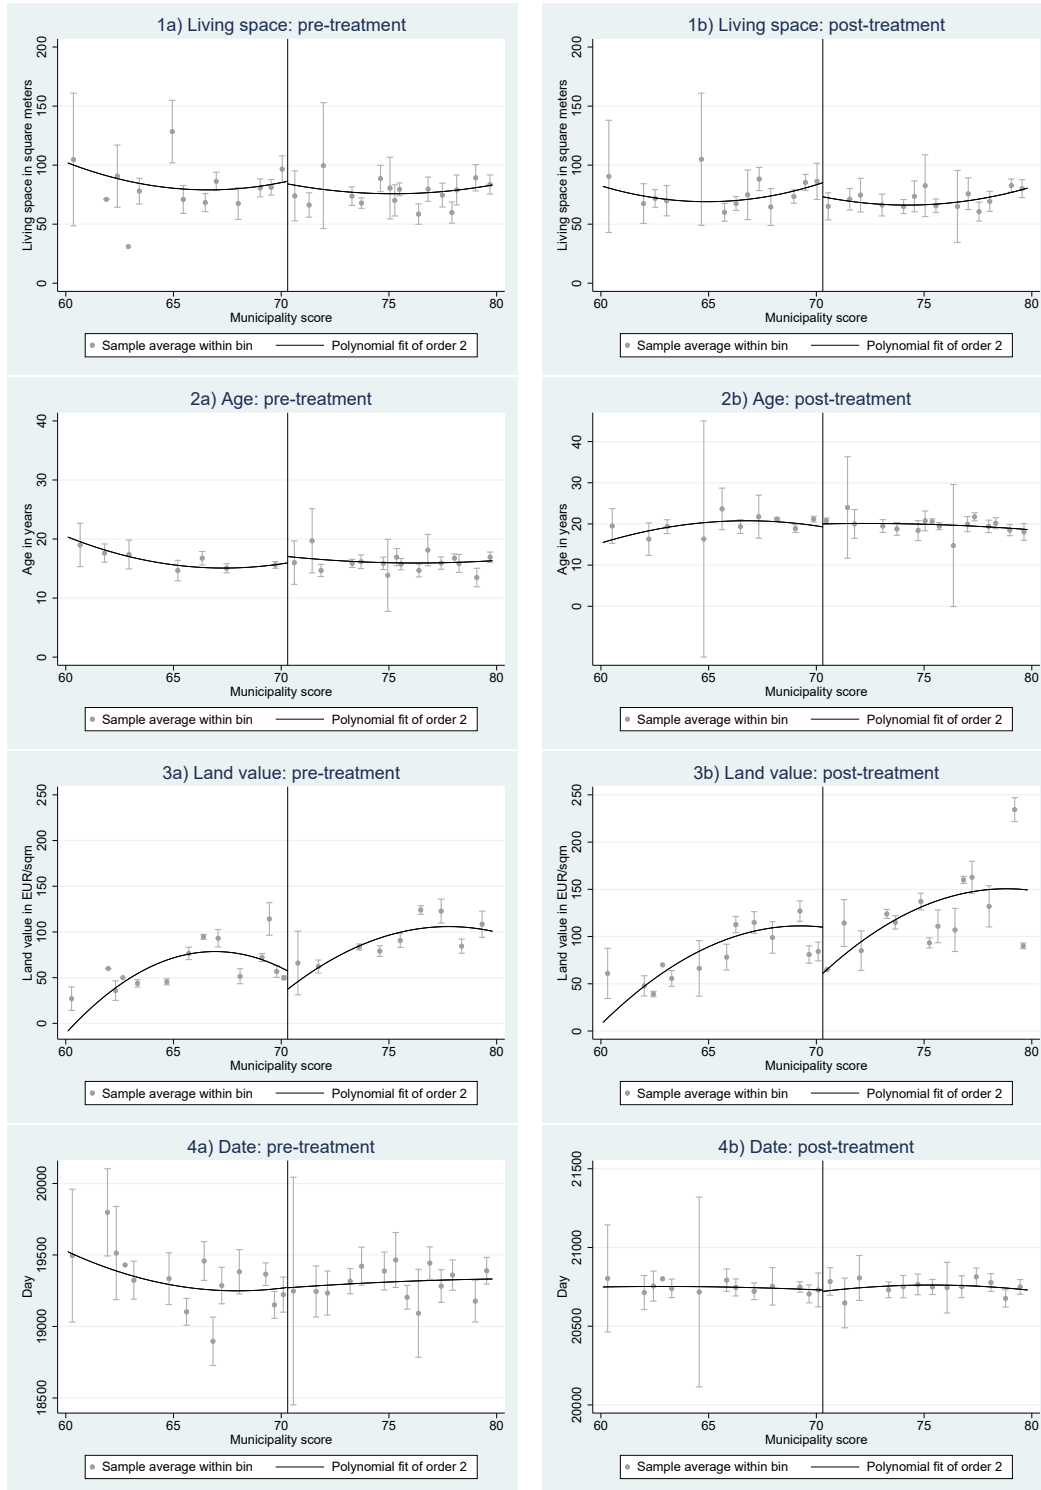 1a) Living space: pre-treatment
Living space in square meters
200
150
100
50
0
60 65 70 75 80
Municipality score
Sample average within bin Polynomial fit of order 2
1b) Living space: post-treatment
Living space in square meters
200
150
100
50
0
60 65 70 75 80
Municipality score
Sample average within bin Polynomial fit of order 2
2a) Age: pre-treatment
Age in years
40
30
20
10
0
60 65 70 75 80
Municipality score
Sample average within bin Polynomial fit of order 2
2b) Age: post-treatment
Age in years
40
30
20
10
0
60 65 70 75 80
Municipality score
Sample average within bin Polynomial fit of order 2
3a) Land value: pre-treatment
Land value in EUR/sqm
250
200
150
100
50
0
60 65 70 75 80
Municipality score
Sample average within bin Polynomial fit of order 2
3b) Land value: post-treatment
Land value in EUR/sqm
250
200
150
100
50
0
60 65 70 75 80
Municipality score
Sample average within bin Polynomial fit of order 2
4a) Date: pre-treatment
Day
20000
19500
19000
18500
60 65 70 75 80
Municipality score
Sample average within bin Polynomial fit of order 2
4b) Date: post-treatment
Day
21500
21000
20500
20000
60 65 70 75 80
Municipality score
Sample average within bin Polynomial fit of order 2